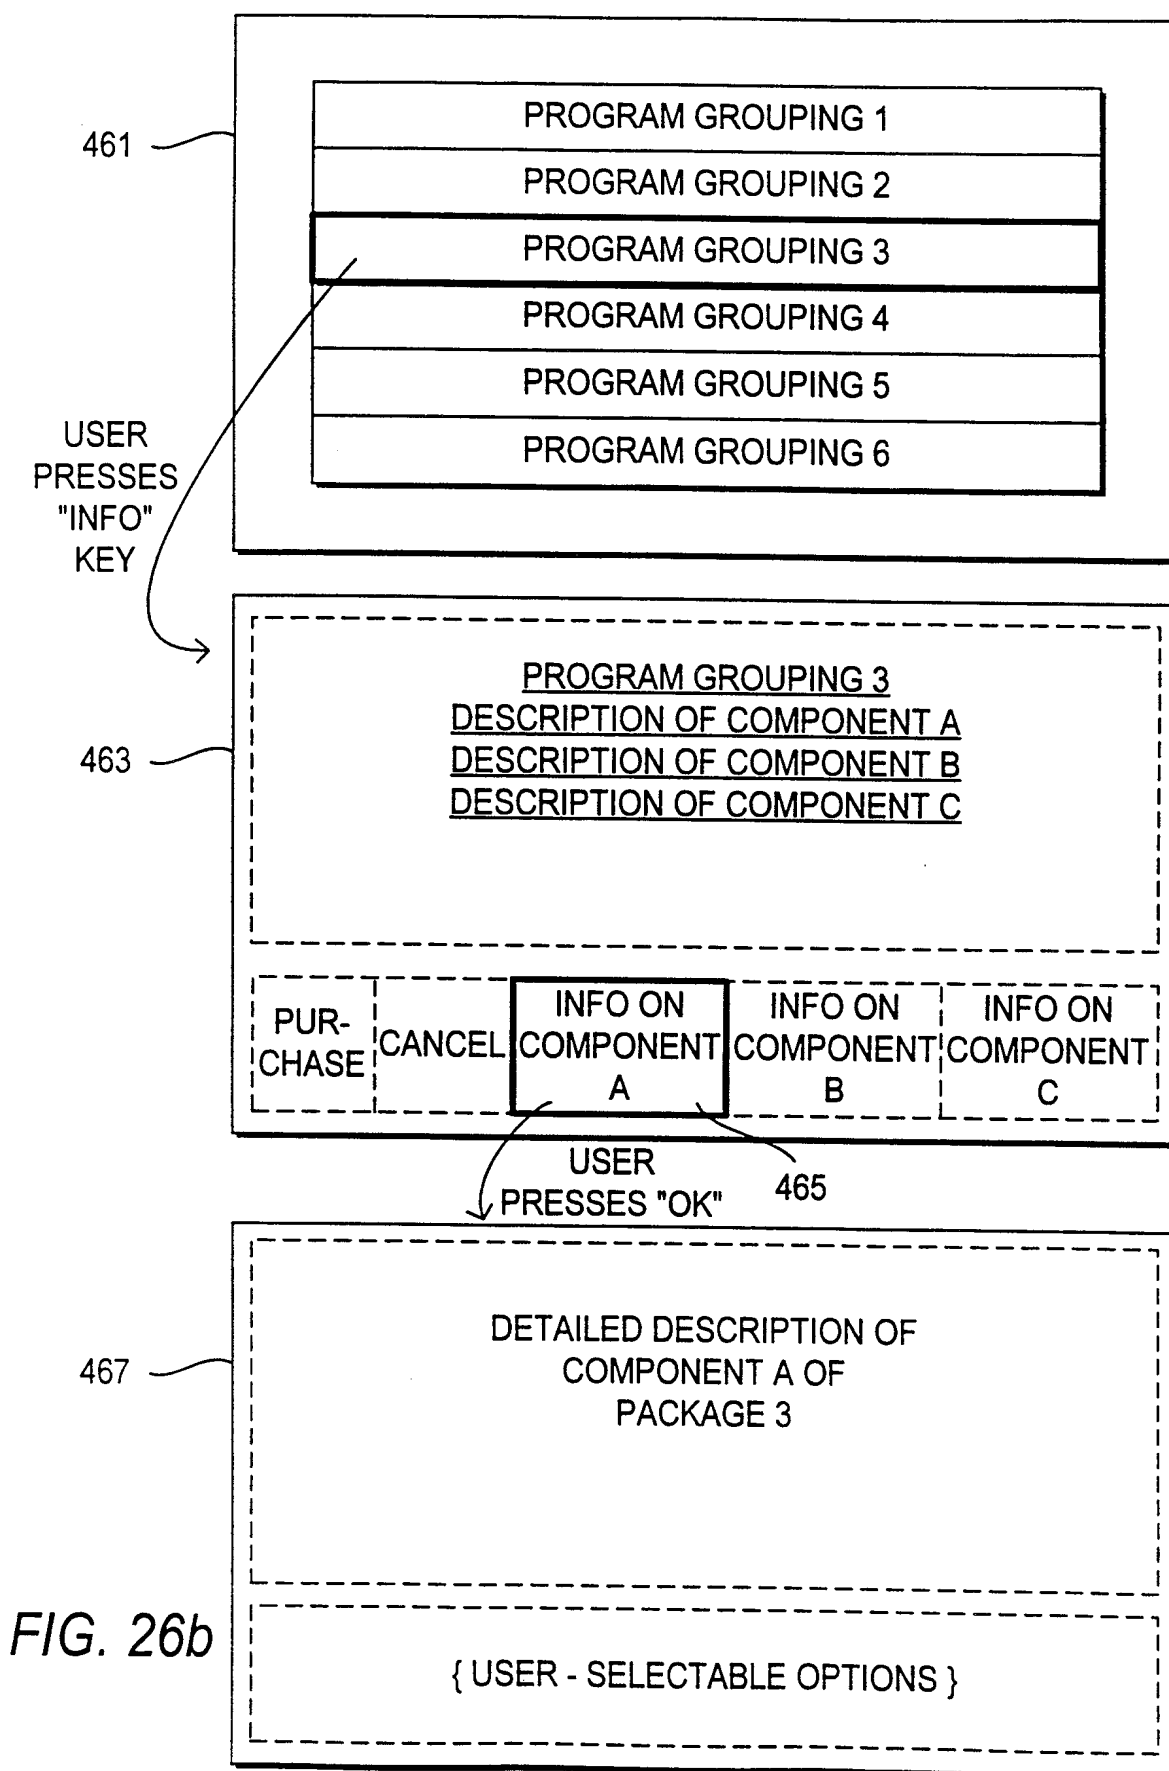 461
PROGRAM GROUPING 1
PROGRAM GROUPING 2
PROGRAM GROUPING 3
PROGRAM GROUPING 4
PROGRAM GROUPING 5
PROGRAM GROUPING 6
USER
PRESSES
"INFO"
KEY
463
PROGRAM GROUPING 3
DESCRIPTION OF COMPONENT A
DESCRIPTION OF COMPONENT B
DESCRIPTION OF COMPONENT C
PUR-
CHASE
CANCEL
INFO ON
COMPONENT
A
INFO ON
COMPONENT
B
INFO ON
COMPONENT
C
USER
PRESSES "OK"
465
467
DETAILED DESCRIPTION OF
COMPONENT A OF
PACKAGE 3
{ USER - SELECTABLE OPTIONS }
FIG. 26b